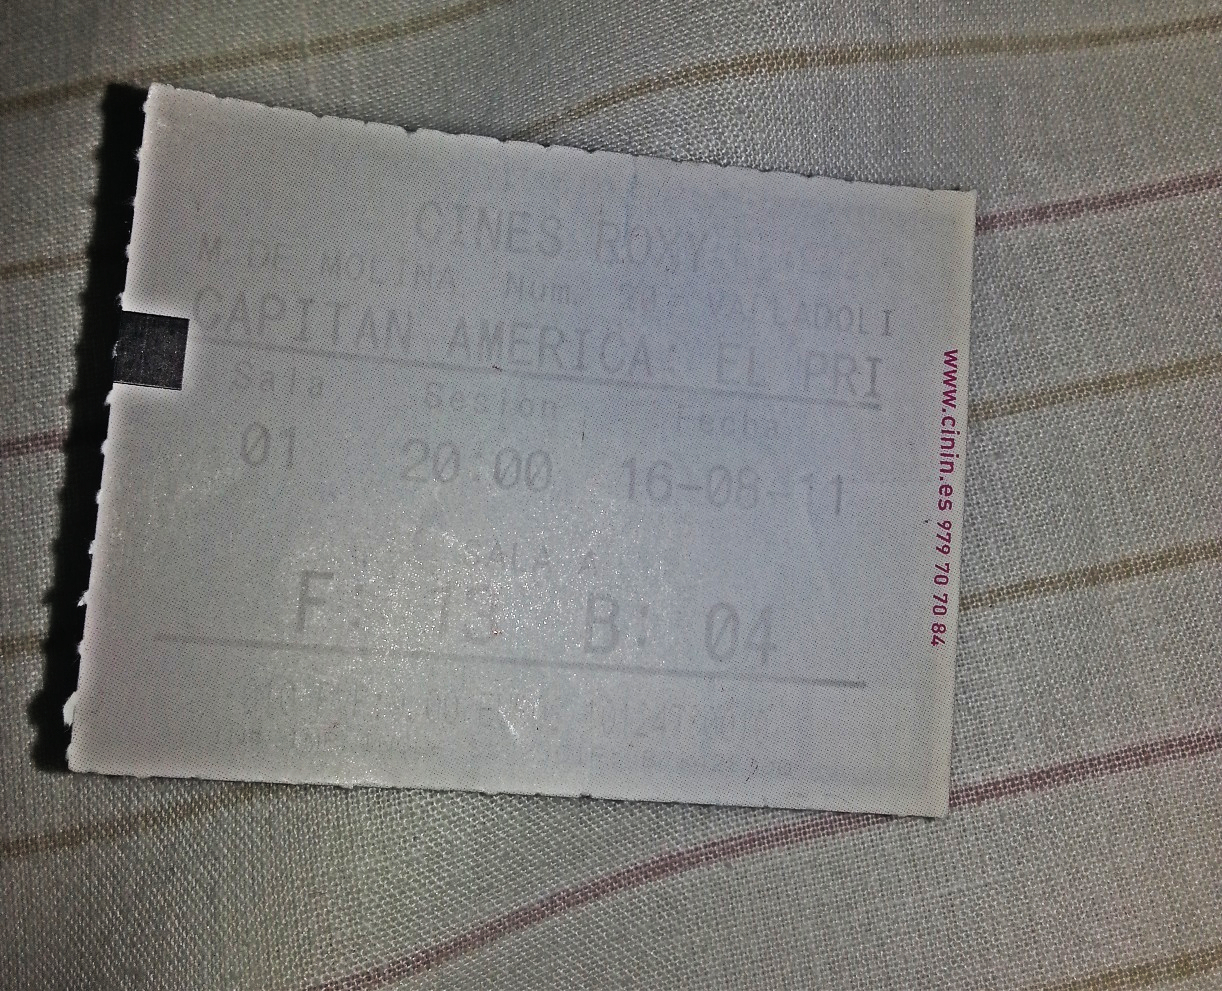 CINES ROXY
M DE MOLINA Num. 20 - VALLADOLI
CAPITAN AMERICA: EL PRI
Sala Sesion Fecha
01 20:00 16-08-11
SALA A
F: 13 B: 04
www.cinin.es 979 70 70 84